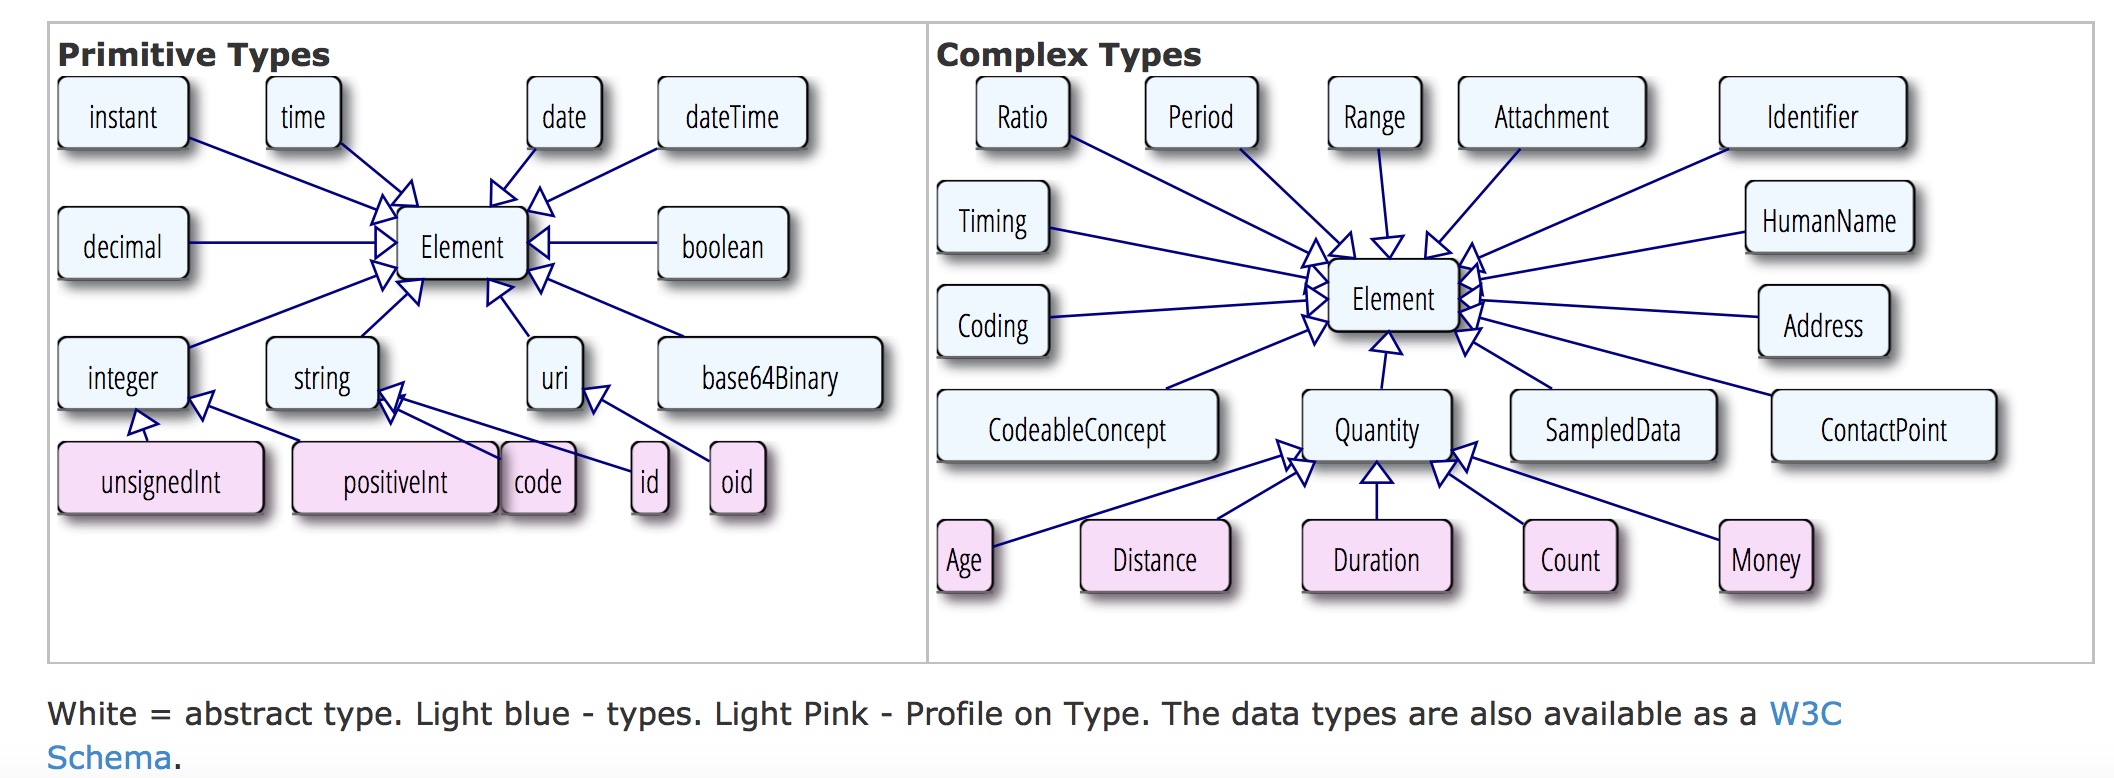 Primitive Types
instant
time
date
dateTime
decimal
Element
boolean
integer
string
uri
base64Binary
unsignedInt
positiveInt
code
id
oid
Complex Types
Ratio
Period
Range
Attachment
Identifier
Timing
HumanName
Element
Coding
Address
CodeableConcept
Quantity
SampledData
ContactPoint
Age
Distance
Duration
Count
Money
White = abstract type. Light blue - types. Light Pink - Profile on Type. The data types are also available as a W3C
Schema.